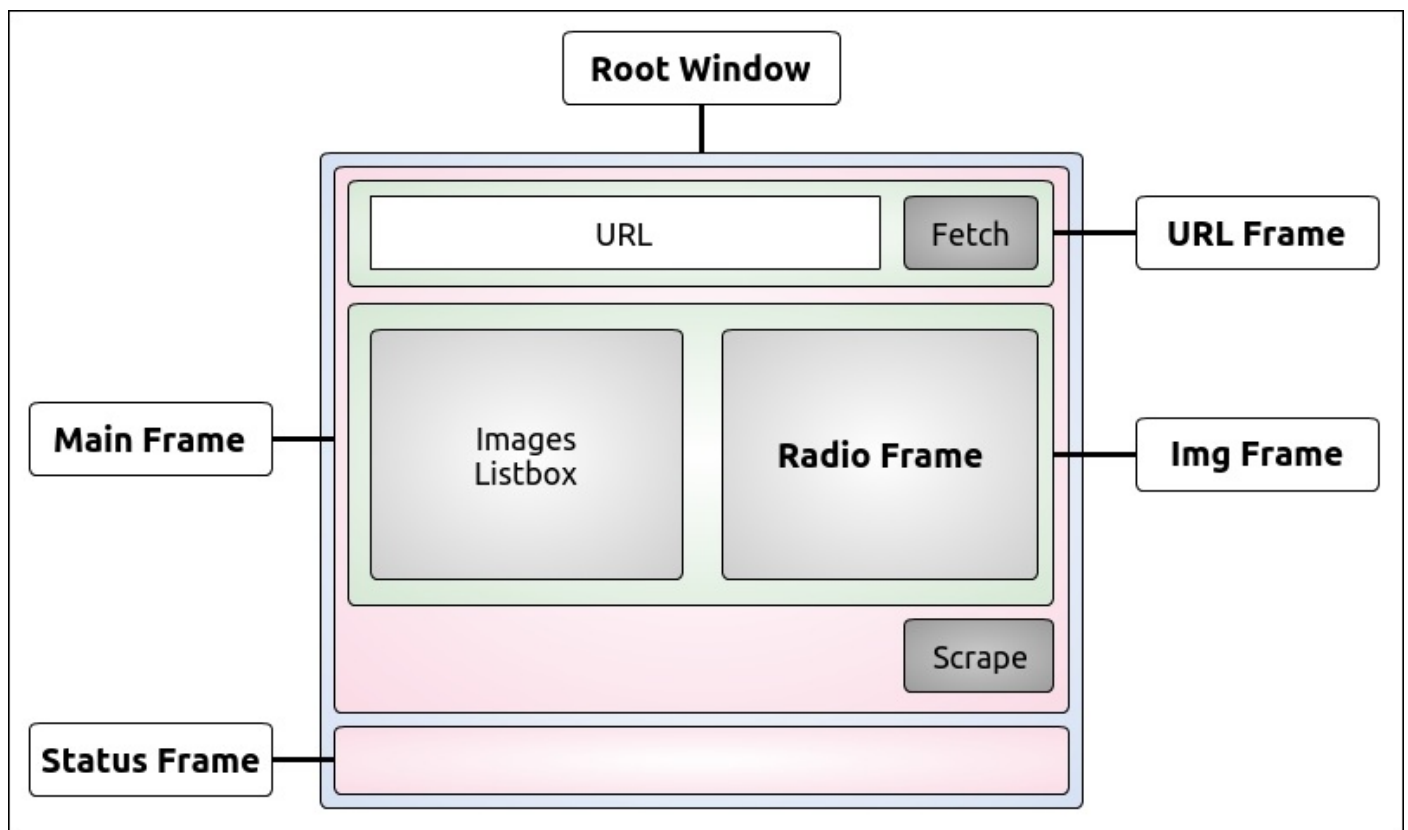 Root Window
URL
Fetch
URL Frame
Main Frame
Images
Listbox
Radio Frame
Img Frame
Scrape
Status Frame